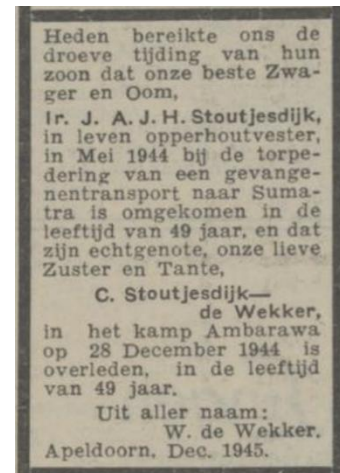 Heden bereikte ons de
droeve tijding van hun
zoon dat onze beste Zwa-
ger en Oom,
Ir. J. A. J. H. Stoutjesdijk,
in leven opperhoutvester,
in Mei 1944 bij de torpe-
dering van een gevange-
nentransport naar Suma-
tra is omgekomen in de
leeftijd van 49 jaar, en dat
zijn echtgenote, onze lieve
Zuster en Tante,
C. Stoutjesdijk—
de Wekker,
in het kamp Ambarawa
op 28 December 1944 is
overleden, in de leeftijd
van 49 jaar.
Uit aller naam:
W. de Wekker.
Apeldoorn, Dec. 1945.